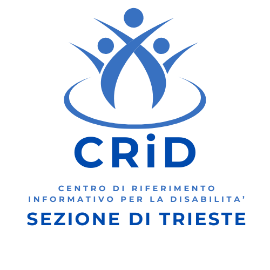 CRiD
CENTRO DI RIFERIMENTO
INFORMATIVO PER LA DISABILITA'
SEZIONE DI TRIESTE